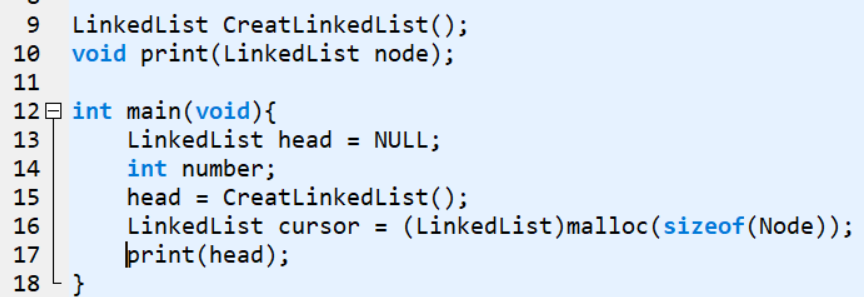 9 LinkedList CreatLinkedList();
10 void print(LinkedList node);
11
12 int main(void){
13 LinkedList head = NULL;
14 int number;
15 head = CreatLinkedList();
16 LinkedList cursor = (LinkedList)malloc(sizeof(Node));
17 print(head);
18 }